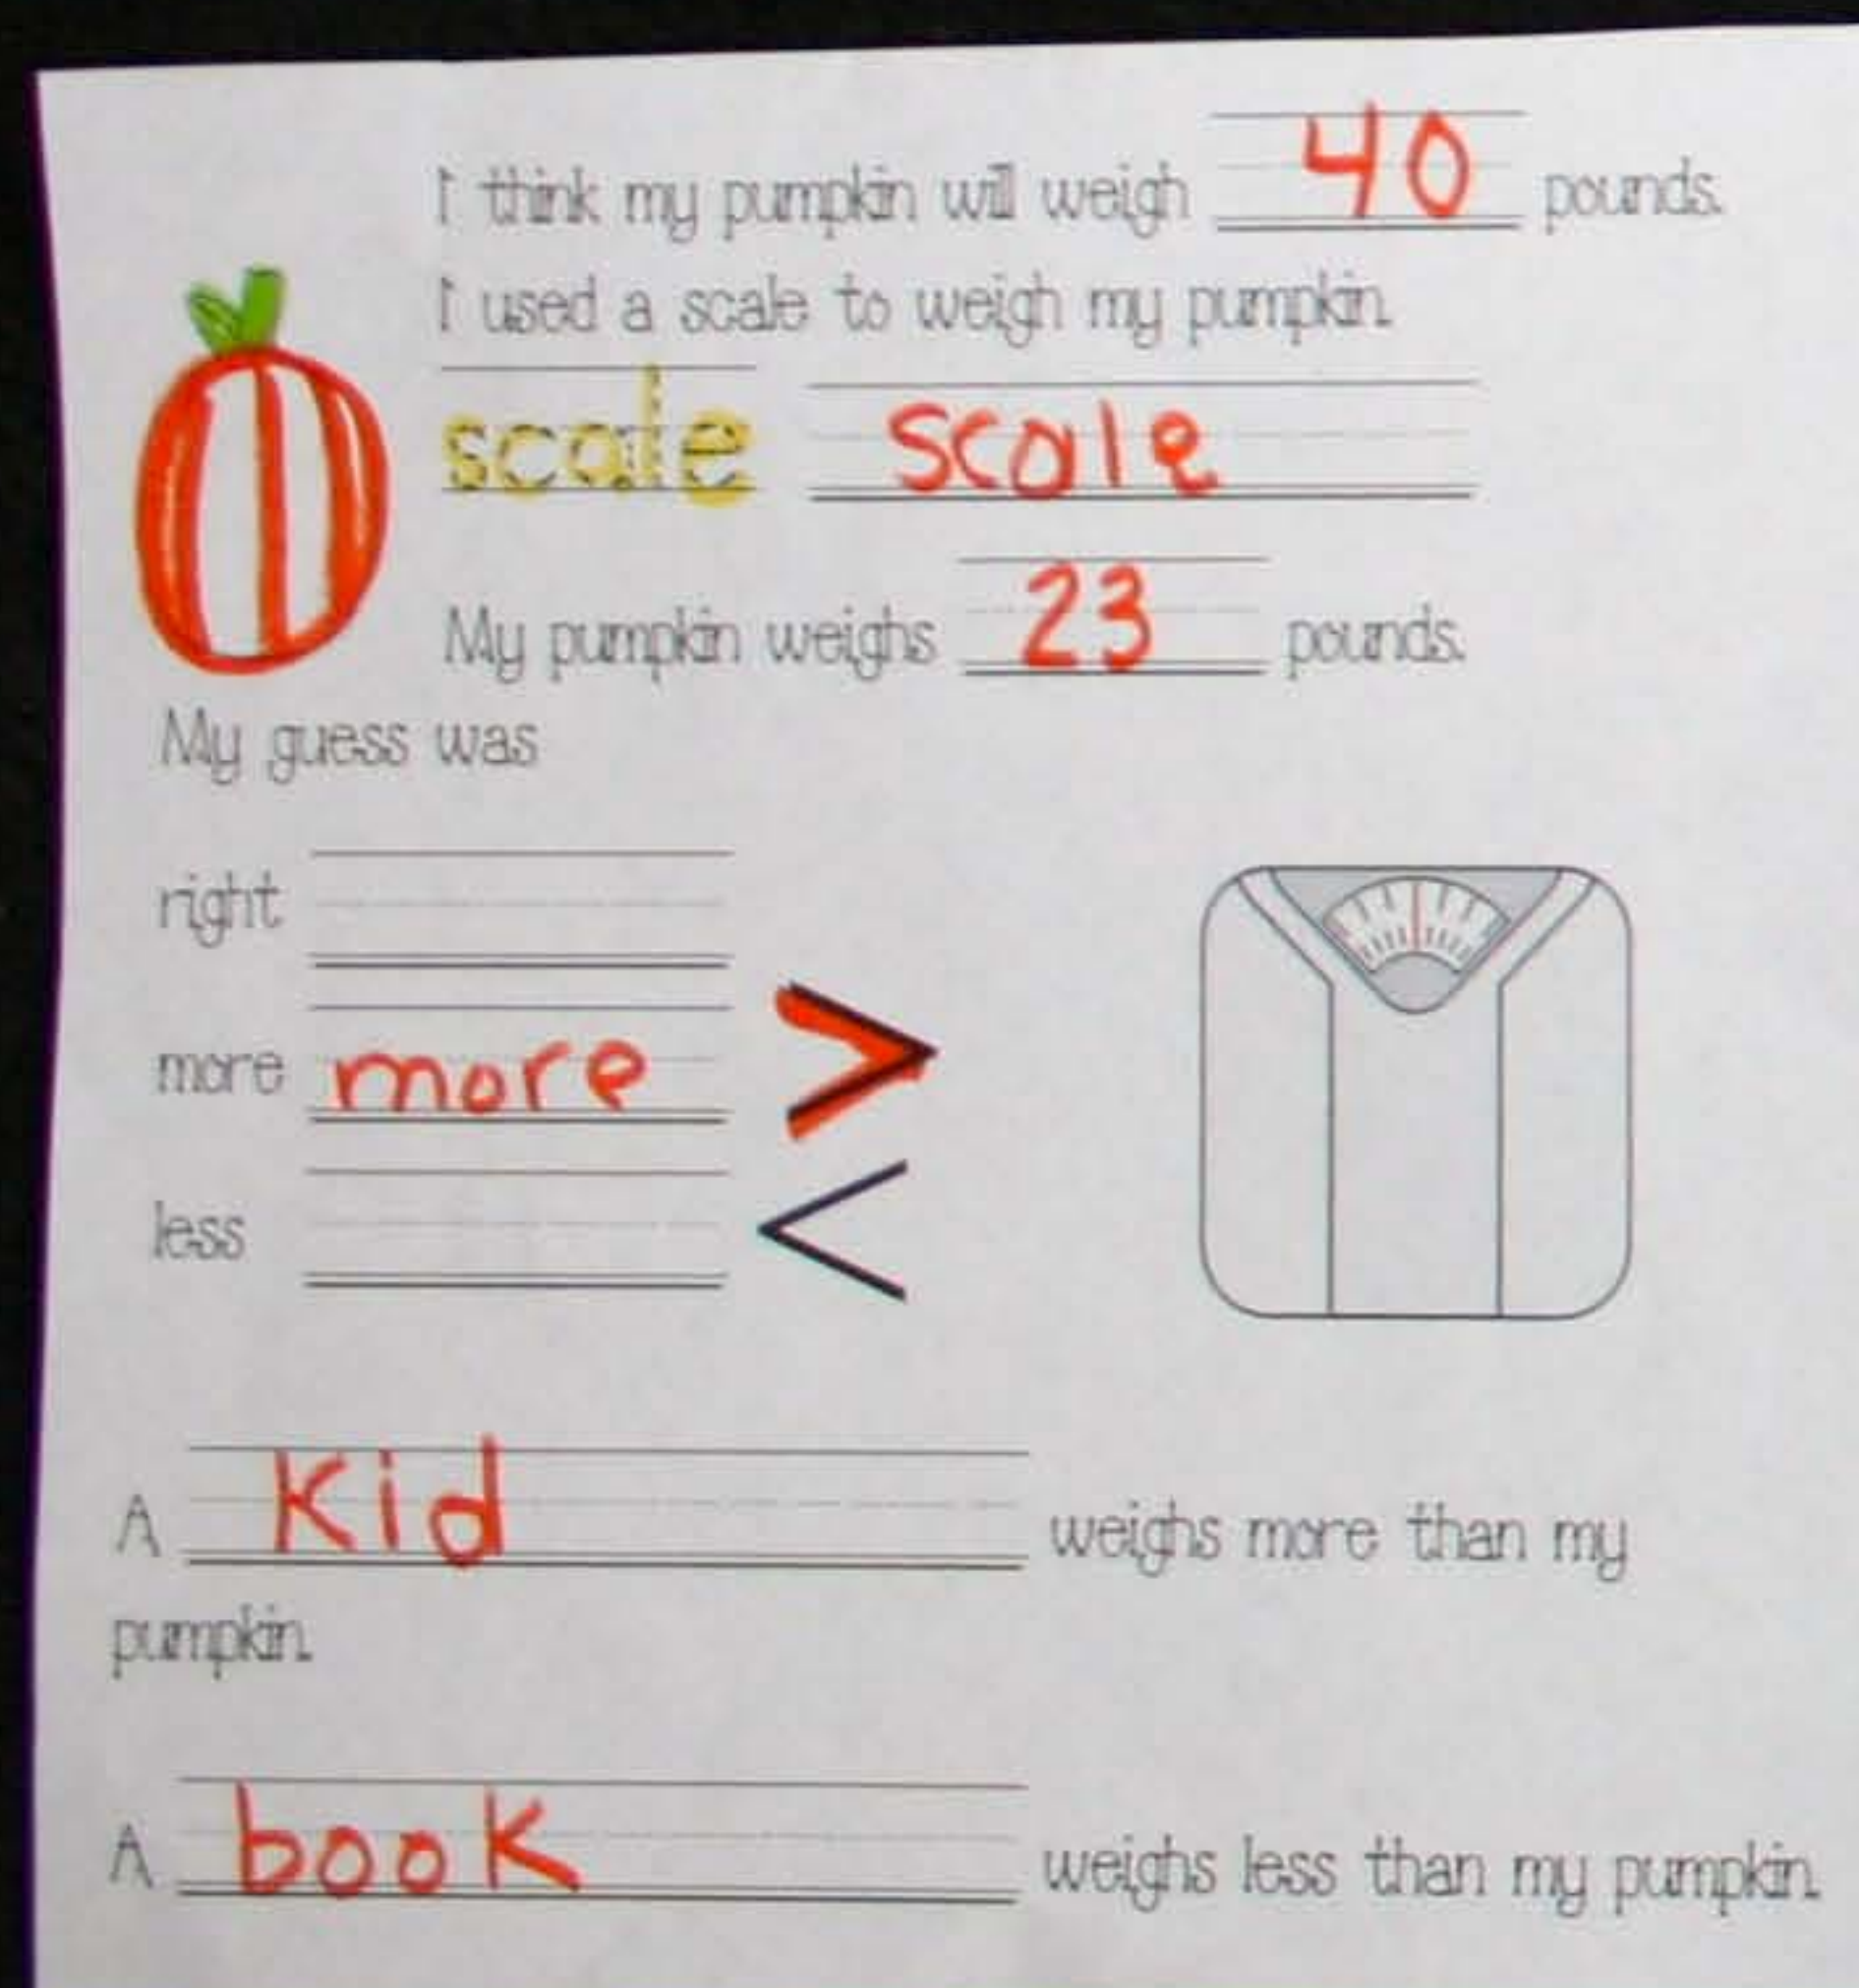 I think my pumpkin will weigh 40 pounds.
I used a scale to weigh my pumpkin.
scale scale
My pumpkin weighs 23 pounds.
My guess was
right
more more >
less <
A Kid weighs more than my
pumpkin.
A book weighs less than my pumpkin.